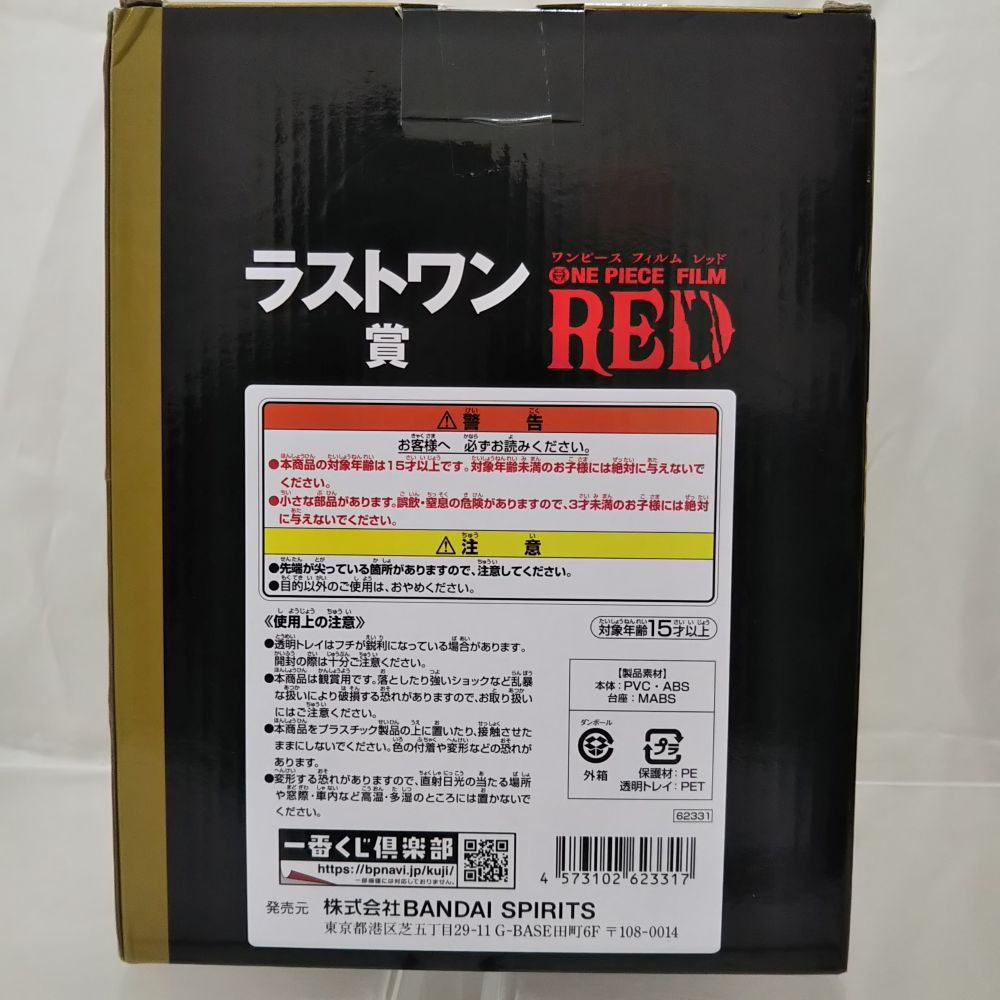 ラストワン
賞
ワンピース フィルム レッド
ONE PIECE FILM
RED
⚠警告
お客様へ 必ずお読みください。
●本商品の対象年齢は15才以上です。対象年齢未満のお子様には絶対に与えないで
ください。
●小さな部品があります。誤飲・窒息の危険がありますので、3才未満のお子様には絶対
に与えないでください。
⚠注意
●先端が尖っている箇所がありますので、注意してください。
●目的以外のご使用は、おやめください。
《使用上の注意》
●透明トレイはフチが鋭利になっている場合があります。
開封の際は十分ご注意ください。
●本商品は観賞用です。落としたり強いショックなど乱暴
な扱いにより破損する恐れがありますので、お取り扱い
にはご注意ください。
●本商品をプラスチック製品の上に置いたり、接触させた
ままにしないでください。色の付着や変形などの恐れが
あります。
●変形する恐れがありますので、直射日光の当たる場所
や窓際・車内など高温・多湿のところには置かないで
ください。
対象年齢15才以上
【製品素材】
本体:PVC・ABS
台座:MABS
ダンボール
外箱
プラ
保護材:PE
透明トレイ:PET
62331
一番くじ倶楽部
https://bpnavi.jp/kuji/
一部機種には対応しておりません。
4 573102 623317
発売元 株式会社BANDAI SPIRITS
東京都港区芝五丁目29-11 G-BASE田町6F 〒108-0014